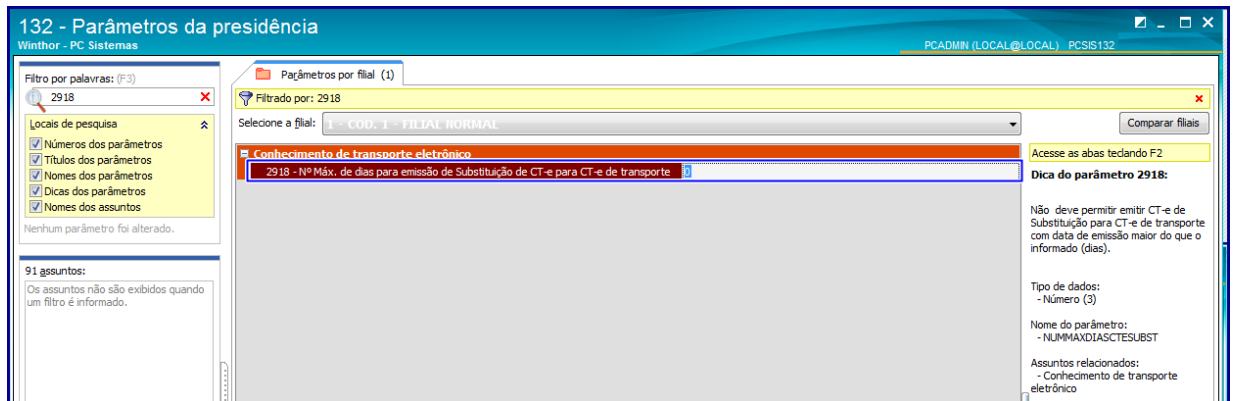 132 - Parâmetros da presidência
Winthor - PC Sistemas
PCADMIN (LOCAL@LOCAL) PCSIS132
Filtro por palavras: (F3)
2918
Locais de pesquisa
Números dos parâmetros
Títulos dos parâmetros
Nomes dos parâmetros
Dicas dos parâmetros
Nomes dos assuntos
Nenhum parâmetro foi alterado.
91 assuntos:
Os assuntos não são exibidos quando
um filtro é informado.
Parâmetros por filial (1)
Filtrado por: 2918
Selecione a filial: 1 - COD. 1 - FILIAL NORMAL
Comparar filiais
Conhecimento de transporte eletrônico
2918 - Nº Máx. de dias para emissão de Substituição de CT-e para CT-e de transporte 0
Acesse as abas teclando F2
Dica do parâmetro 2918:
Não deve permitir emitir CT-e de
Substituição para CT-e de transporte
com data de emissão maior do que o
informado (dias).
Tipo de dados:
- Número (3)
Nome do parâmetro:
- NUMMAXDIASCTESUBST
Assuntos relacionados:
- Conhecimento de transporte
eletrônico